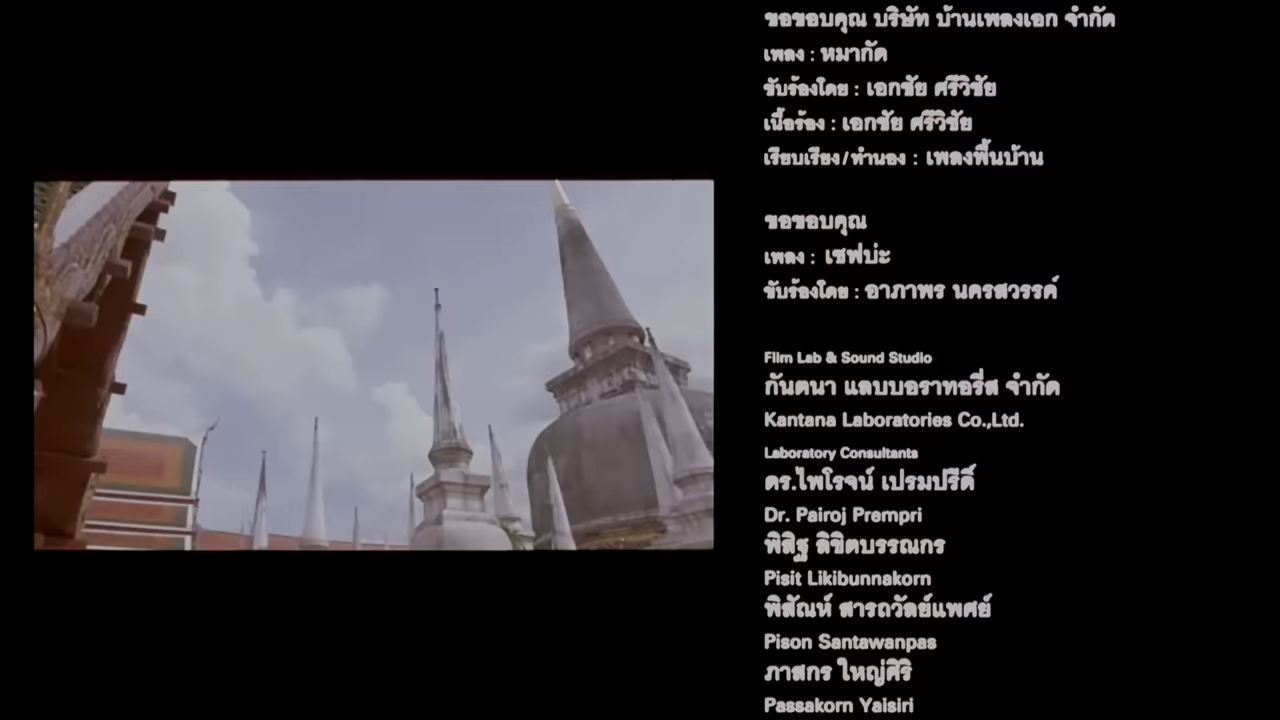 ขอขอบคุณ บริษัท บ้านเพลงเอก จำกัด
เพลง : หมากัด
ขับร้องโดย : เอกชัย ศรีวิชัย
เนื้อร้อง : เอกชัย ศรีวิชัย
เรียบเรียง/ทำนอง : เพลงพื้นบ้าน
ขอขอบคุณ
เพลง : เชฟบ่ะ
ขับร้องโดย : อาภาพร นครสวรรค์
Film Lab & Sound Studio
กันตนา แลบบอราทอรี่ส จำกัด
Kantana Laboratories Co.,Ltd.
Laboratory Consultants
ดร.ไพโรจน์ เปรมปรีดิ์
Dr. Pairoj Prempri
พิสิฐ ลิขิตบรรณกร
Pisit Likibunnakorn
พิสัณห์ สารถวัลย์แพศย์
Pison Santawanpas
ภาสกร ใหญ่ศิริ
Passakorn Yaisiri